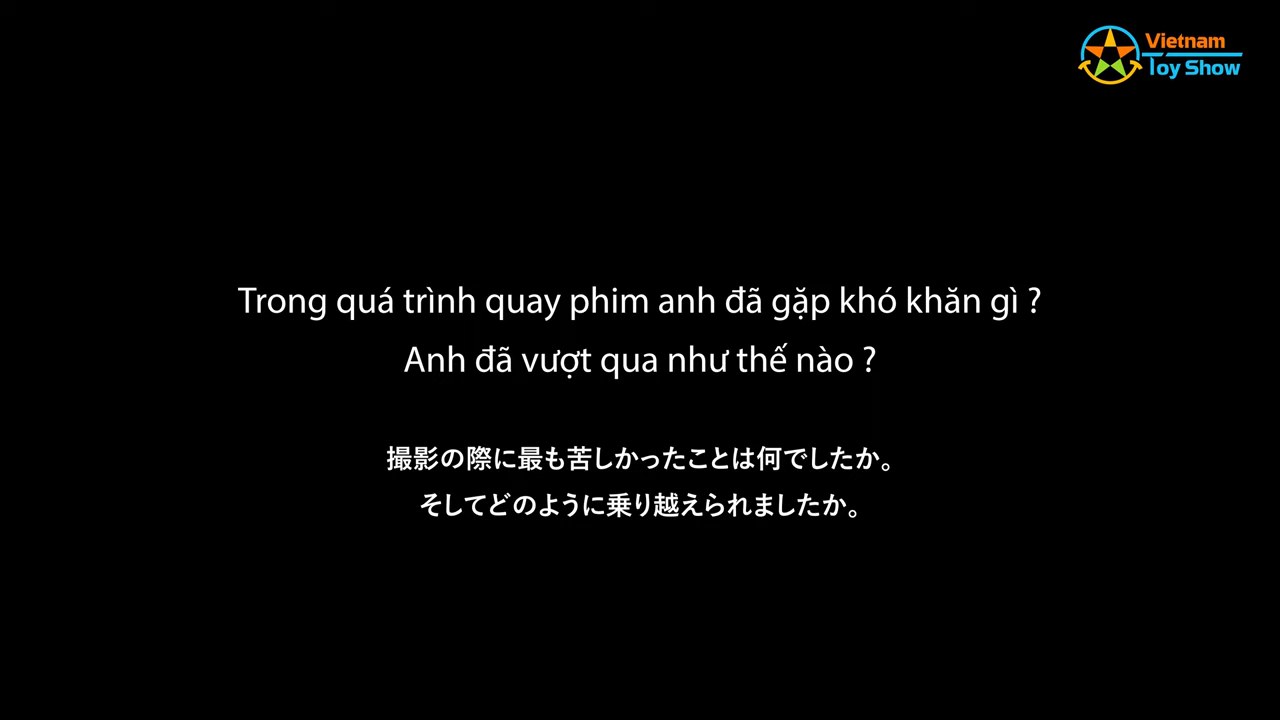 Vietnam
Toy Show
Trong quá trình quay phim anh đã gặp khó khăn gì ?
Anh đã vượt qua như thế nào ?
撮影の際に最も苦しかったことは何でしたか。
そしてどのように乗り越えられましたか。